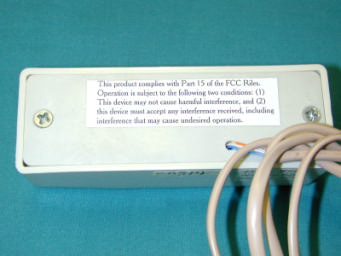 This product complies with Part 15 of the FCC Riles.
Operation is subject to the following two conditions: (1)
This device may not cause harmful interference, and (2)
this device must accept any interference received, including
interference that may cause undesired operation.